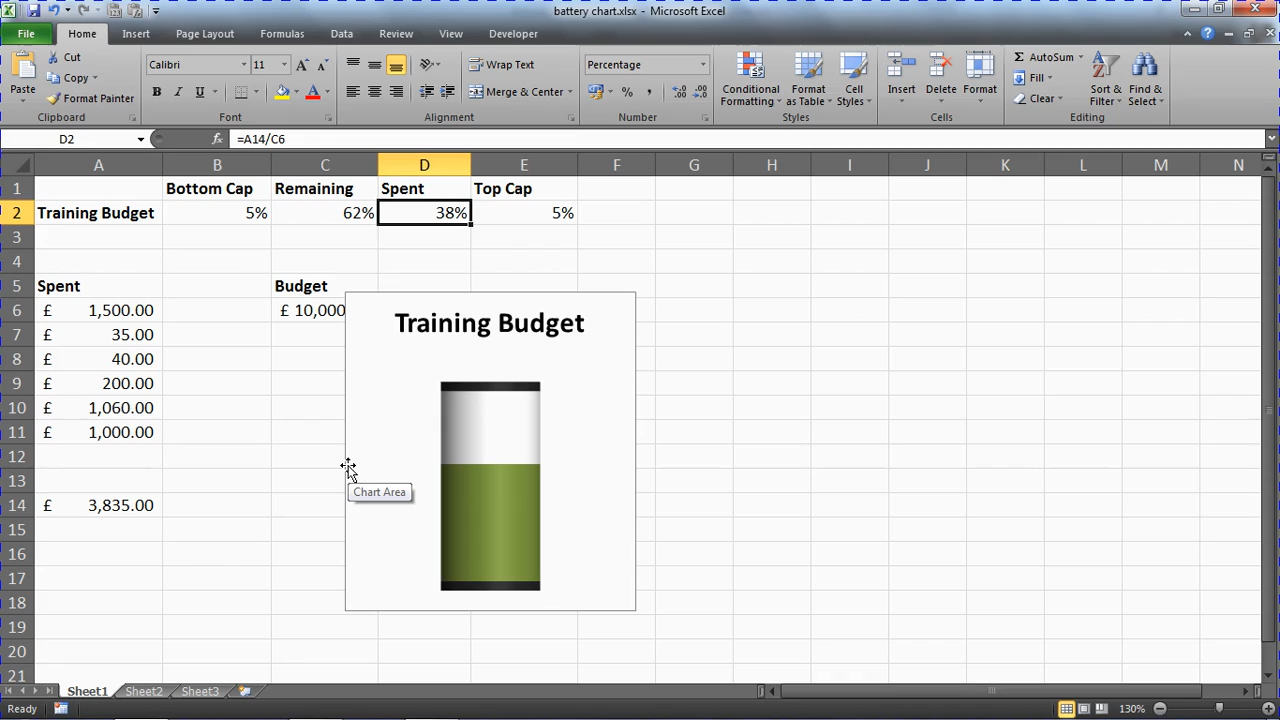 battery chart.xlsx - Microsoft Excel
File Home Insert Page Layout Formulas Data Review View Developer
Paste
Cut
Copy
Format Painter
Clipboard
Calibri 11
B I U
Font
Wrap Text
Merge & Center
Alignment
Percentage
%
Number
Conditional Formatting
Format as Table
Cell Styles
Styles
Insert Delete Format
Cells
AutoSum
Fill
Clear
Sort & Filter
Find & Select
Editing
D2 fx =A14/C6
A B C D E F G H I J K L M N
1 Bottom Cap Remaining Spent Top Cap
2 Training Budget 5% 62% 38% 5%
3
4
5 Spent Budget
6 £ 1,500.00 £ 10,000
7 £ 35.00
8 £ 40.00
9 £ 200.00
10 £ 1,060.00
11 £ 1,000.00
12
13
14 £ 3,835.00
15
16
17
18
19
20
21
Training Budget
Chart Area
Sheet1 Sheet2 Sheet3
Ready 130%